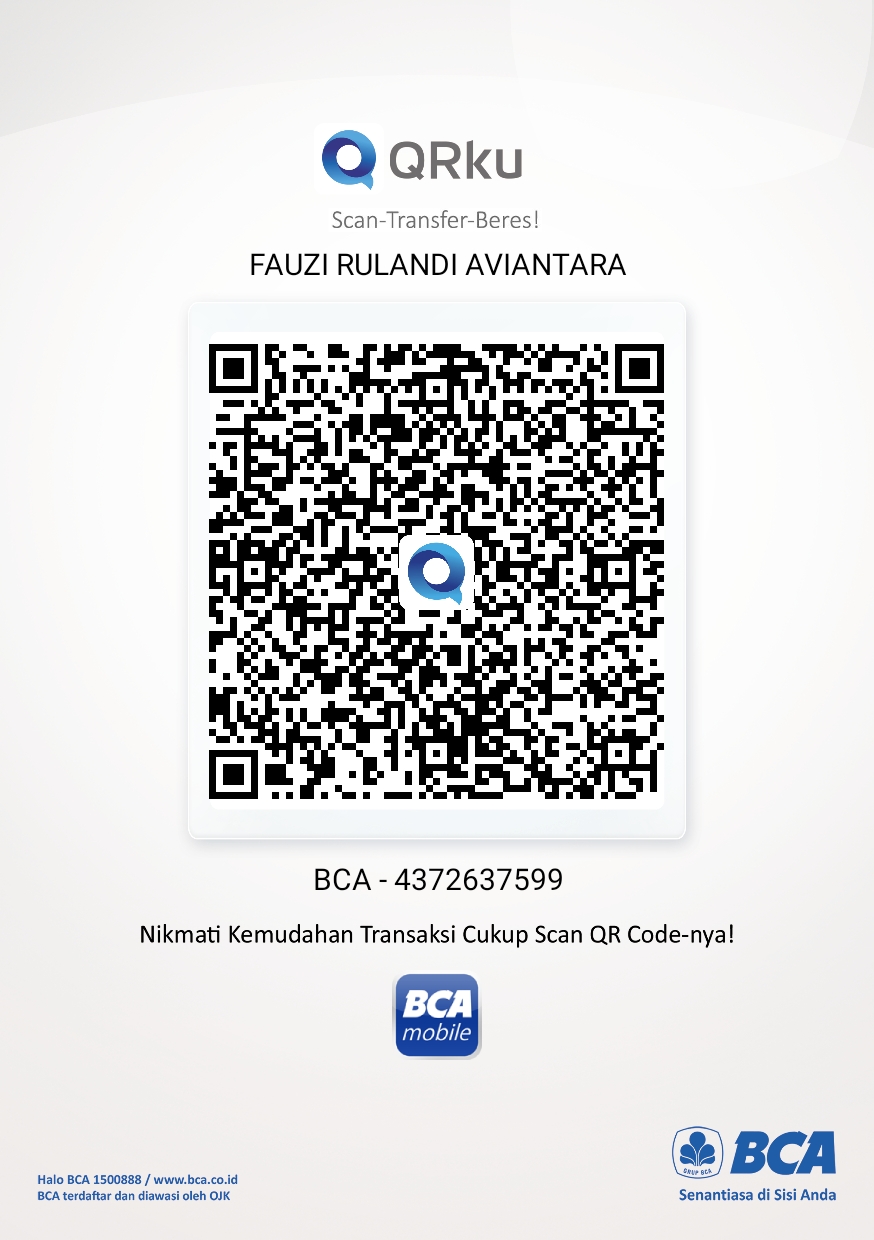 QRku
Scan-Transfer-Beres!
FAUZI RULANDI AVIANTARA
BCA - 4372637599
Nikmati Kemudahan Transaksi Cukup Scan QR Code-nya!
BCA
mobile
Halo BCA 1500888 / www.bca.co.id
BCA terdaftar dan diawasi oleh OJK
GRUP BCA
BCA
Senantiasa di Sisi Anda